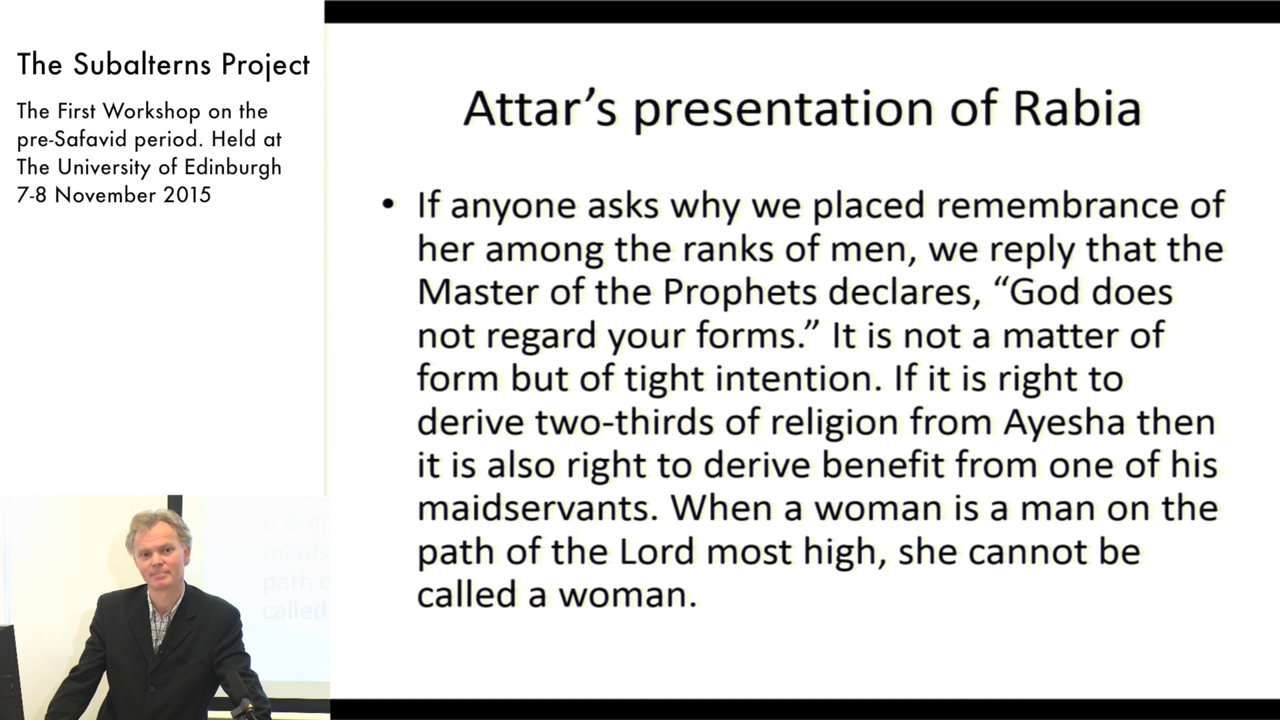 The Subalterns Project
The First Workshop on the
pre-Safavid period. Held at
The University of Edinburgh
7-8 November 2015
Attar’s presentation of Rabia
• If anyone asks why we placed remembrance of
her among the ranks of men, we reply that the
Master of the Prophets declares, “God does
not regard your forms.” It is not a matter of
form but of tight intention. If it is right to
derive two-thirds of religion from Ayesha then
it is also right to derive benefit from one of his
maidservants. When a woman is a man on the
path of the Lord most high, she cannot be
called a woman.
path
called